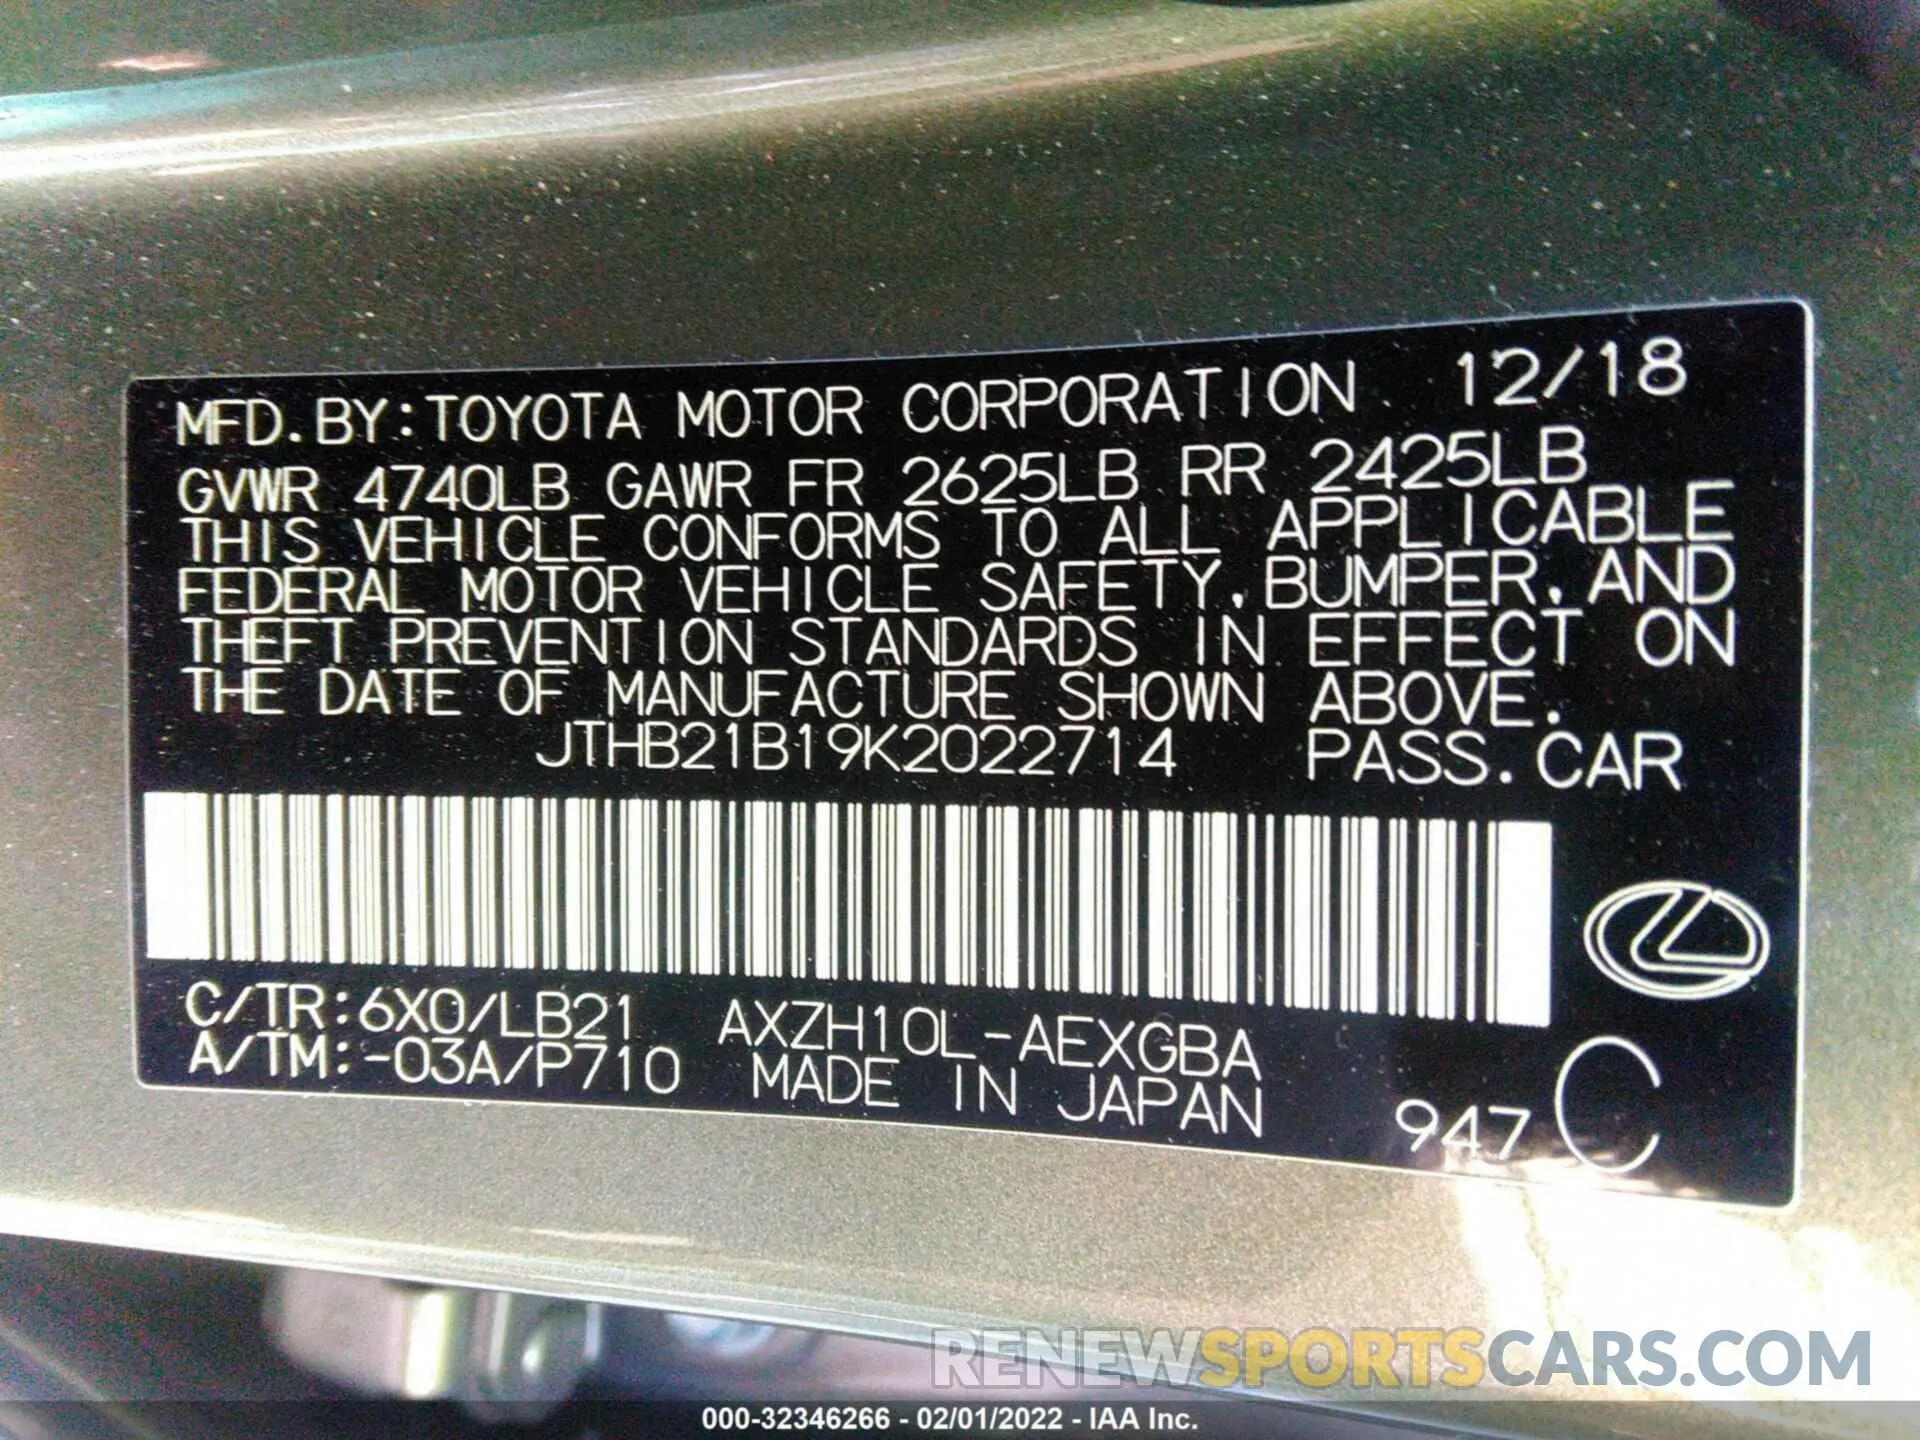 MFD.BY:TOYOTA MOTOR CORPORATION 12/18
GVWR 4740LB GAWR FR 2625LB RR 2425LB
THIS VEHICLE CONFORMS TO ALL APPLICABLE
FEDERAL MOTOR VEHICLE SAFETY, BUMPER, AND
THEFT PREVENTION STANDARDS IN EFFECT ON
THE DATE OF MANUFACTURE SHOWN ABOVE.
JTHB21B19K2022714 PASS.CAR
C/TR:6X0/LB21 AXZH10L-AEXGBA
A/TM:-03A/P710 MADE IN JAPAN
947 C
RENEWSPORTSCARS.COM
000-32346266 - 02/01/2022 - IAA Inc.